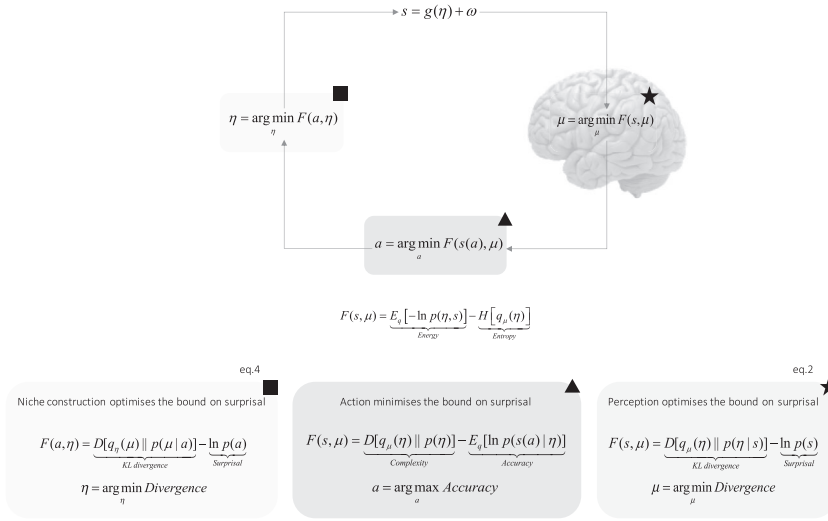 s = g(η) + ω
η = arg min F(a, η)
η
μ = arg min F(s, μ)
μ
a = arg min F(s(a), μ)
a
F(s, μ) = E_q [−ln p(η, s)] − H [q_μ(η)]
Energy Entropy
eq.4
Niche construction optimises the bound on surprisal
F(a, η) = D[q_η(μ) || p(μ | a)] − ln p(a)
KL divergence Surprisal
η = arg min Divergence
η
Action minimises the bound on surprisal
F(s, μ) = D[q_μ(η) || p(η)] − E_q[ln p(s(a) | η)]
Complexity Accuracy
a = arg max Accuracy
a
eq.2
Perception optimises the bound on surprisal
F(s, μ) = D[q_μ(η) || p(η | s)] − ln p(s)
KL divergence Surprisal
μ = arg min Divergence
μ